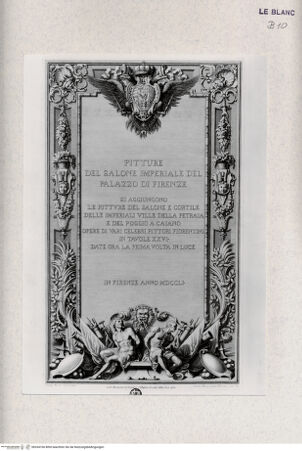 LE BLANC
B 10
PITTURE
DEL SALONE IMPERIALE DEL
PALAZZO DI FIRENZE
SI AGGIUNGONO
LE PITTURE DEL SALONE E CORTILE
DELLE IMPERIALI VILLE DELLA PETRAIA
E DEL POGGIO A CAIANO
OPERE DI VARI CELEBRI PITTORI FIORENTINI
IN TAVOLE XXVI.
DATE ORA LA PRIMA VOLTA IN LUCE
IN FIRENZE ANNO MDCCLI